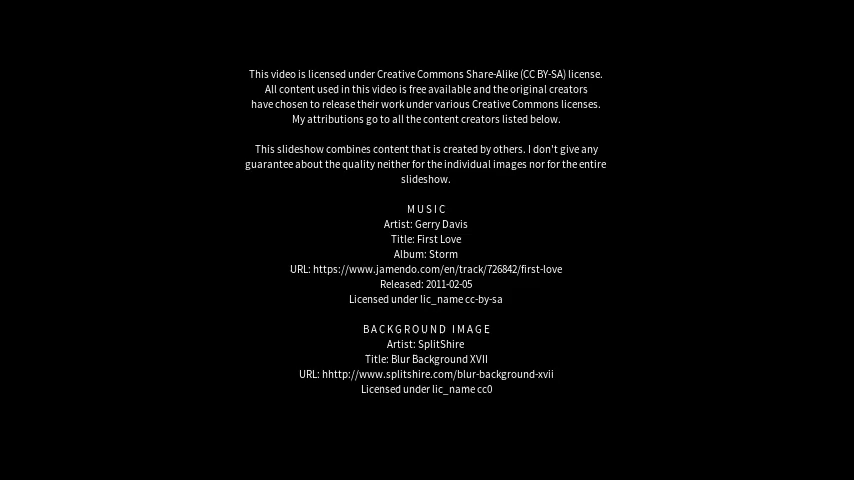 This video is licensed under Creative Commons Share-Alike (CC BY-SA) license.
All content used in this video is free available and the original creators
have chosen to release their work under various Creative Commons licenses.
My attributions go to all the content creators listed below.
This slideshow combines content that is created by others. I don't give any
guarantee about the quality neither for the individual images nor for the entire
slideshow.
MUSIC
Artist: Gerry Davis
Title: First Love
Album: Storm
URL: https://www.jamendo.com/en/track/726842/first-love
Released: 2011-02-05
Licensed under lic_name cc-by-sa
BACKGROUND IMAGE
Artist: SplitShire
Title: Blur Background XVII
URL: hhttp://www.splitshire.com/blur-background-xvii
Licensed under lic_name cc0